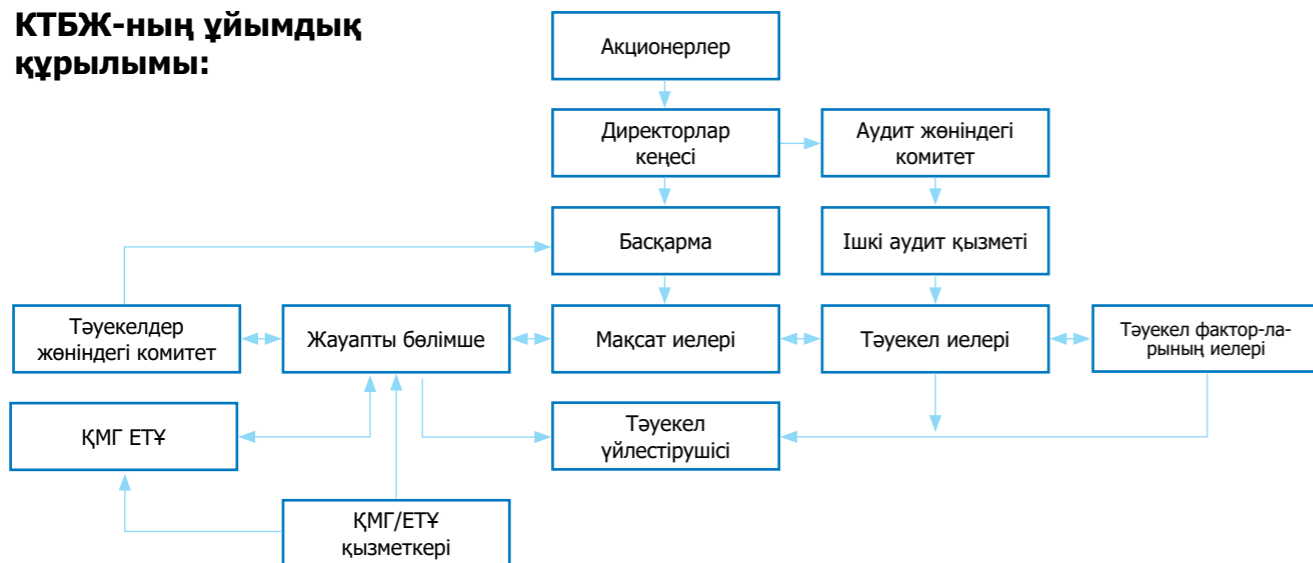 КТБЖ-ның ұйымдық
құрылымы:
Акционерлер
Директорлар
кеңесі
Аудит жөніндегі
комитет
Басқарма
Ішкі аудит қызметі
Тәуекелдер
жөніндегі комитет
Жауапты бөлімше
Мақсат иелері
Тәуекел иелері
Тәуекел фактор-ла-
рының иелері
ҚМГ ЕТҰ
Тәуекел
үйлестірушісі
ҚМГ/ЕТҰ
қызметкері